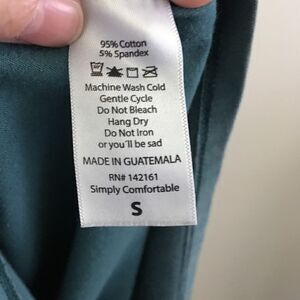 95% Cotton
5% Spandex
Machine Wash Cold
Gentle Cycle
Do Not Bleach
Hang Dry
Do Not Iron
or you'll be sad
MADE IN GUATEMALA
RN# 142161
Simply Comfortable
S